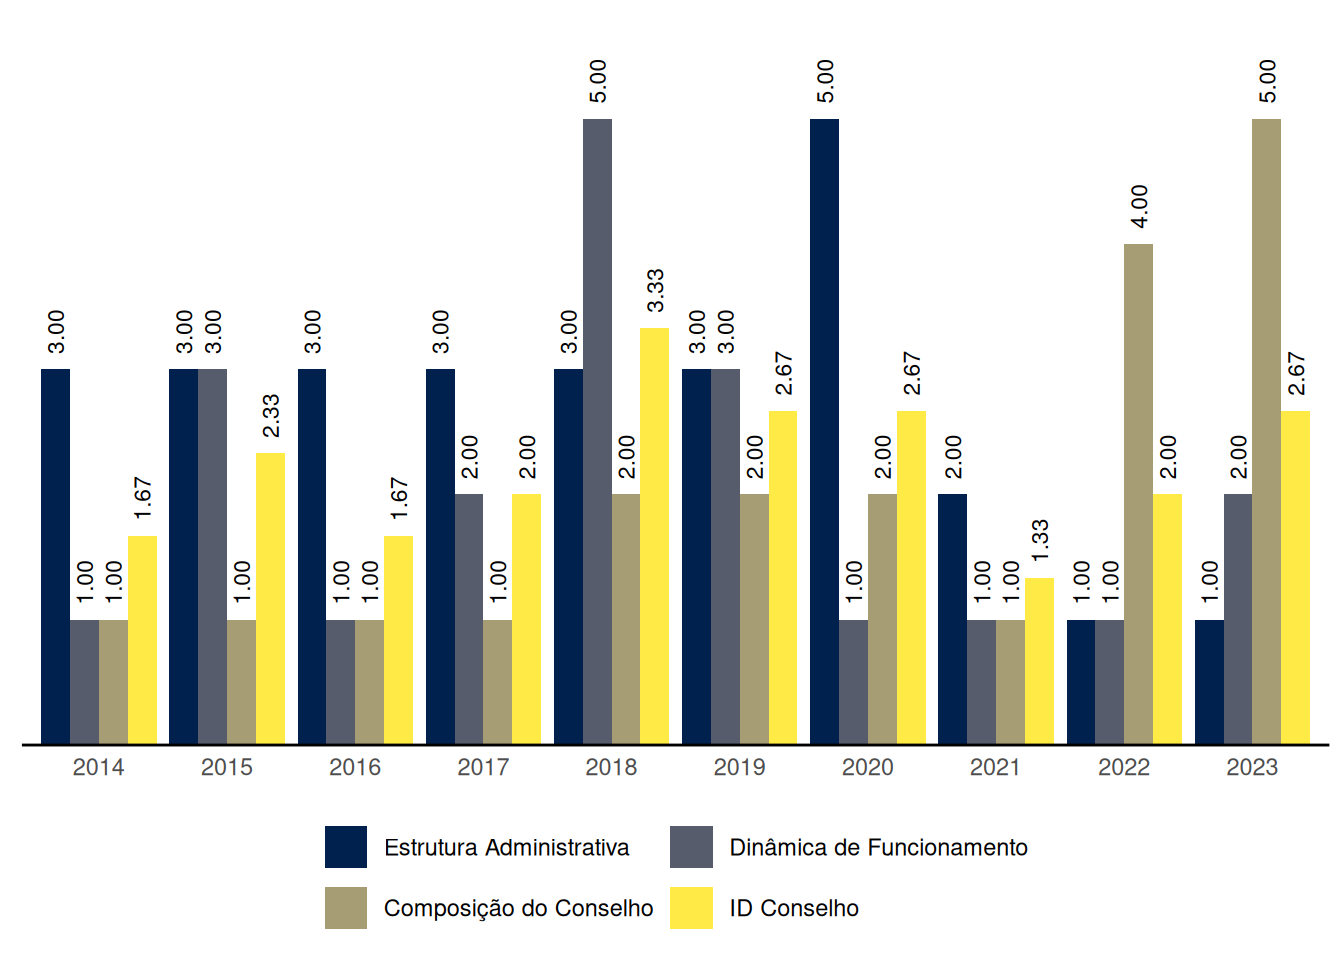 5.00 5.00 5.00
4.00
3.33
3.00 3.00 3.00 3.00 3.00 3.00 3.00 3.00
2.67 2.67 2.67
2.33
2.00 2.00 2.00 2.00 2.00 2.00 2.00 2.00
1.67 1.67
1.33
1.00 1.00 1.00 1.00 1.00 1.00 1.00 1.00 1.00 1.00 1.00 1.00
2014 2015 2016 2017 2018 2019 2020 2021 2022 2023
Estrutura Administrativa Dinâmica de Funcionamento
Composição do Conselho ID Conselho